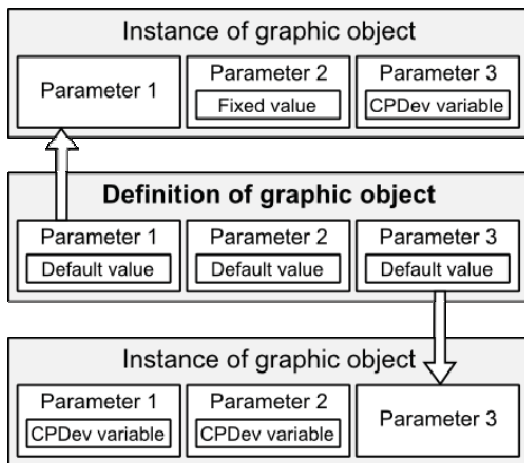 Instance of graphic object
Parameter 1
Parameter 2
Parameter 3
Fixed value
CPDev variable
Definition of graphic object
Parameter 1
Parameter 2
Parameter 3
Default value
Default value
Default value
Instance of graphic object
Parameter 1
Parameter 2
Parameter 3
CPDev variable
CPDev variable